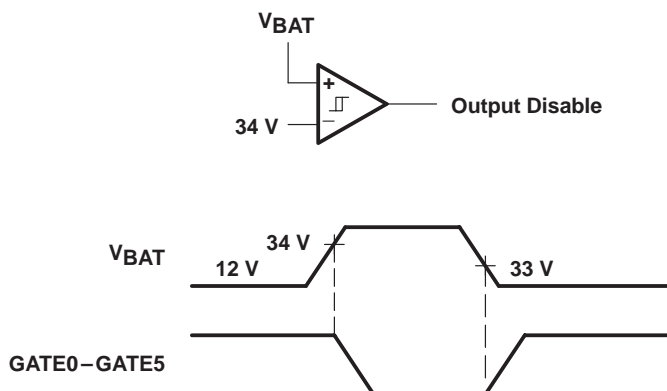 VBAT
+
34 V
−
Output Disable
VBAT
12 V
34 V
33 V
GATE0–GATE5